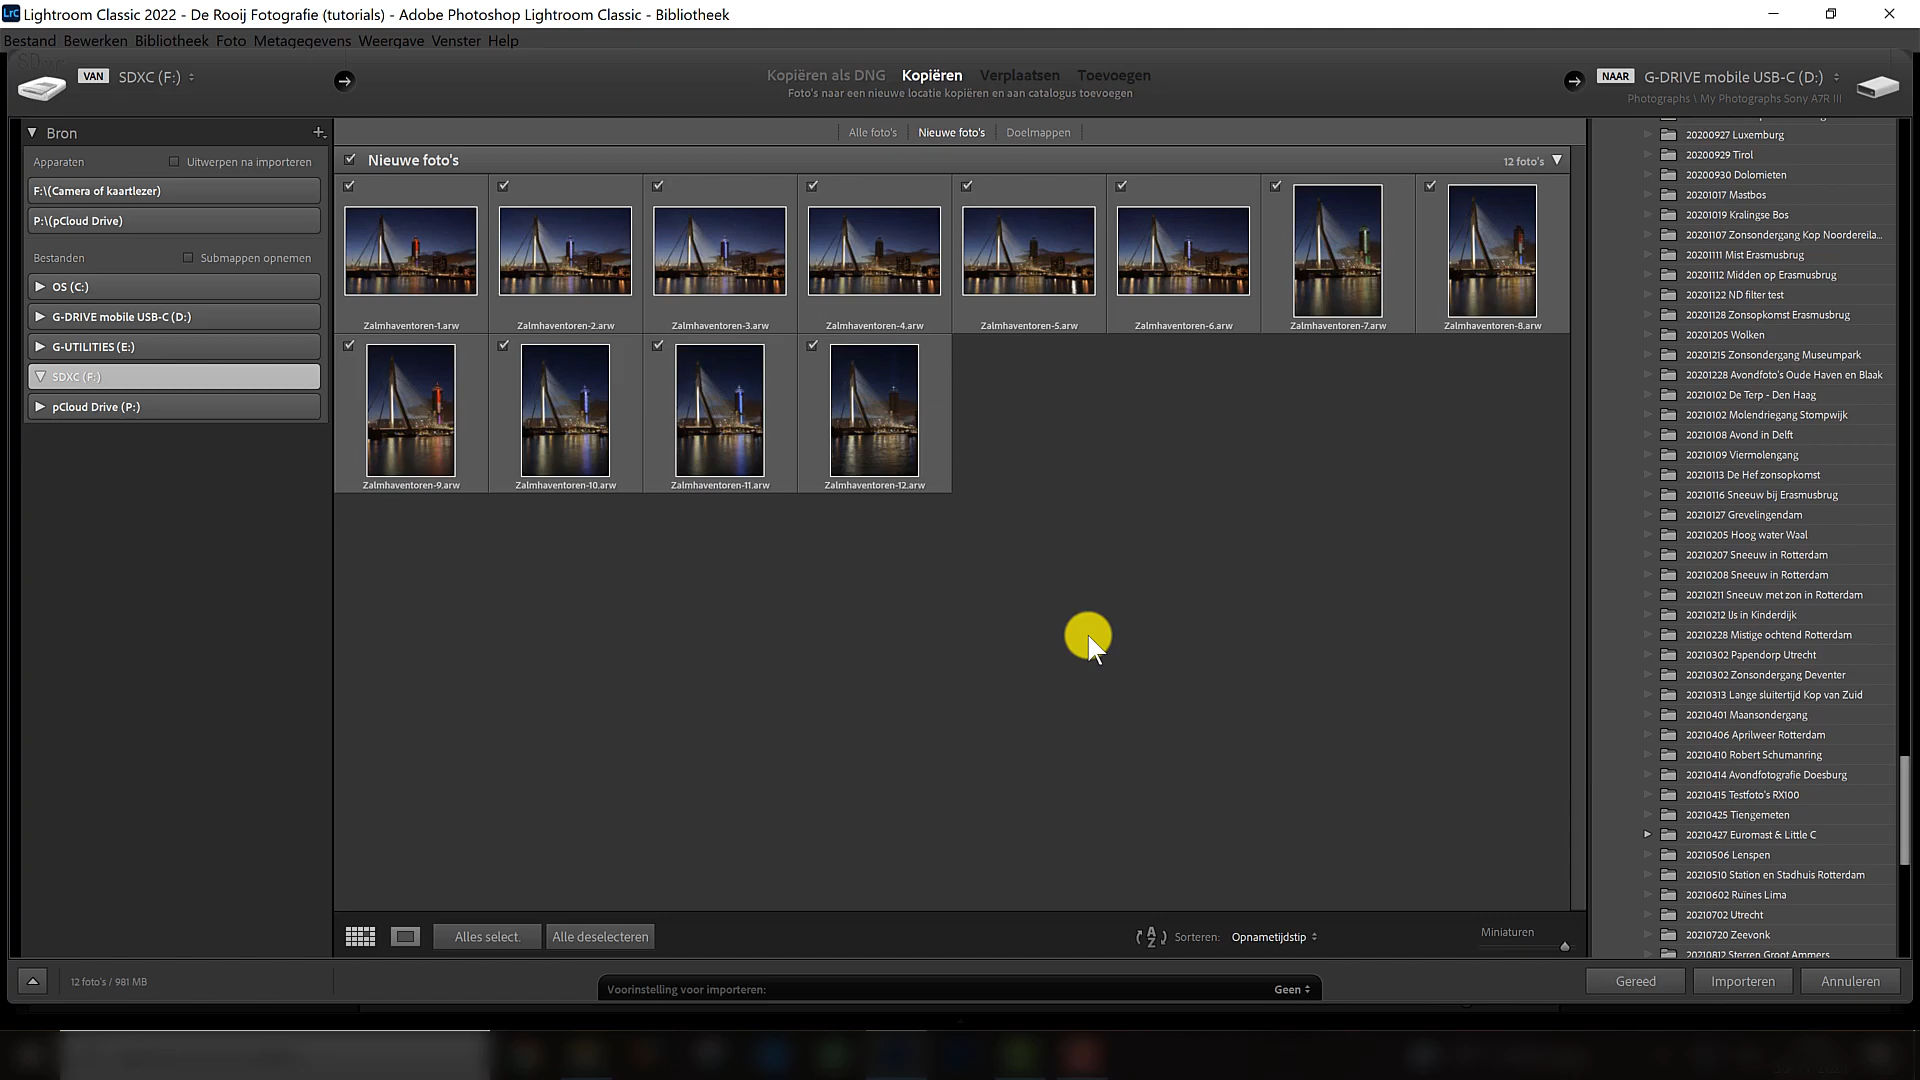 Lightroom Classic 2022 - De Rooij Fotografie (tutorials) - Adobe Photoshop Lightroom Classic - Bibliotheek
Bestand Bewerken Bibliotheek Foto Metagegevens Weergave Venster Help
VAN SDXC (F:)
Kopiëren als DNG Kopiëren Verplaatsen Toevoegen
Foto's naar een nieuwe locatie kopiëren en aan catalogus toevoegen
NAAR G-DRIVE mobile USB-C (D:)
Photographs \ My Photographs Sony A7R III
Bron
Apparaten Uitwerpen na importeren
F:\(Camera of kaartlezer)
P:\(pCloud Drive)
Bestanden Submappen opnemen
OS (C:)
G-DRIVE mobile USB-C (D:)
G-UTILITIES (E:)
SDXC (F:)
pCloud Drive (P:)
Alle foto's Nieuwe foto's Doelmappen
Nieuwe foto's 12 foto's
Zalmhaventoren-1.arw Zalmhaventoren-2.arw Zalmhaventoren-3.arw Zalmhaventoren-4.arw Zalmhaventoren-5.arw Zalmhaventoren-6.arw Zalmhaventoren-7.arw Zalmhaventoren-8.arw
Zalmhaventoren-9.arw Zalmhaventoren-10.arw Zalmhaventoren-11.arw Zalmhaventoren-12.arw
20200927 Luxemburg
20200929 Tirol
20200930 Dolomieten
20201017 Mastbos
20201019 Kralingse Bos
20201107 Zonsondergang Kop Noordereila...
20201111 Mist Erasmusbrug
20201112 Midden op Erasmusbrug
20201122 ND filter test
20201128 Zonsopkomst Erasmusbrug
20201205 Wolken
20201215 Zonsondergang Museumpark
20201228 Avondfoto's Oude Haven en Blaak
20210102 De Terp - Den Haag
20210102 Molendriegang Stompwijk
20210108 Avond in Delft
20210109 Viermolengang
20210113 De Hef zonsopkomst
20210116 Sneeuw bij Erasmusbrug
20210127 Grevelingendam
20210205 Hoog water Waal
20210207 Sneeuw in Rotterdam
20210208 Sneeuw in Rotterdam
20210211 Sneeuw met zon in Rotterdam
20210212 IJs in Kinderdijk
20210228 Mistige ochtend Rotterdam
20210302 Papendorp Utrecht
20210302 Zonsondergang Deventer
20210313 Lange sluitertijd Kop van Zuid
20210401 Maansondergang
20210406 Aprilweer Rotterdam
20210410 Robert Schumanring
20210414 Avondfotografie Doesburg
20210415 Testfoto's RX100
20210425 Tiengemeten
20210427 Euromast & Little C
20210506 Lenspen
20210510 Station en Stadhuis Rotterdam
20210602 Ruïnes Lima
20210702 Utrecht
20210720 Zeevonk
20210812 Sterren Groot Ammers
Alles select. Alle deselecteren
Sorteren: Opnametijdstip
Miniaturen
12 foto's / 981 MB
Voorinstelling voor importeren: Geen
Gereed Importeren Annuleren